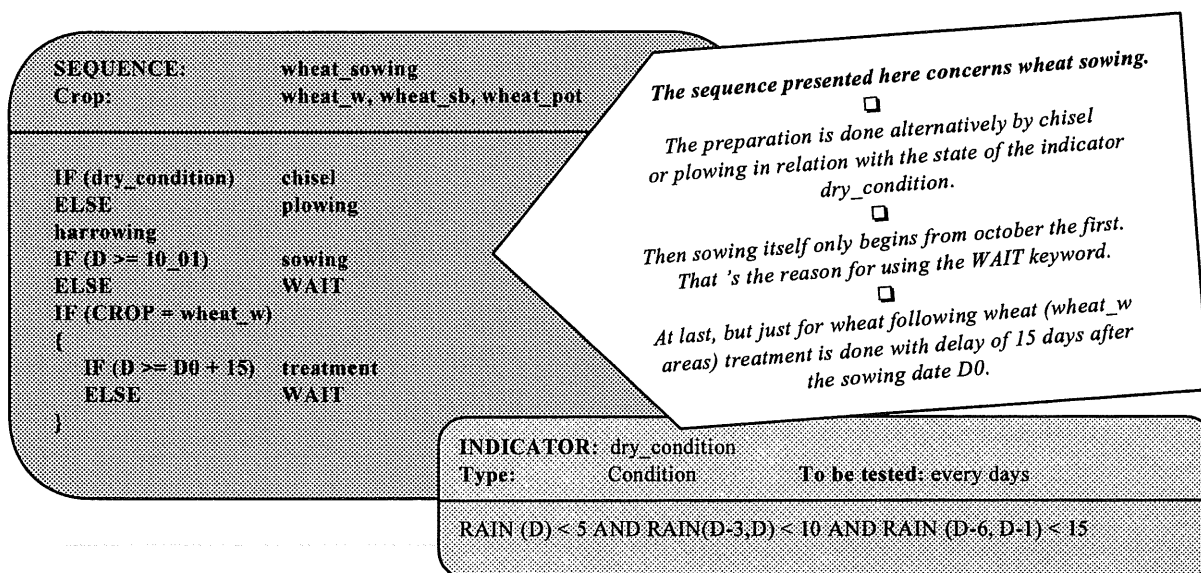 SEQUENCE: wheat_sowing
Crop: wheat_w, wheat_sb, wheat_pot
IF (dry_condition) chisel
ELSE plowing
harrowing
IF (D >= 10_01) sowing
ELSE WAIT
IF (CROP = wheat_w)
{
IF (D >= D0 + 15) treatment
ELSE WAIT
}
The sequence presented here concerns wheat sowing.
❑
The preparation is done alternatively by chisel
or plowing in relation with the state of the indicator
dry_condition.
❑
Then sowing itself only begins from october the first.
That 's the reason for using the WAIT keyword.
❑
At last, but just for wheat following wheat (wheat_w
areas) treatment is done with delay of 15 days after
the sowing date D0.
INDICATOR: dry_condition
Type: Condition To be tested: every days
RAIN (D) < 5 AND RAIN(D-3,D) < 10 AND RAIN (D-6, D-1) < 15